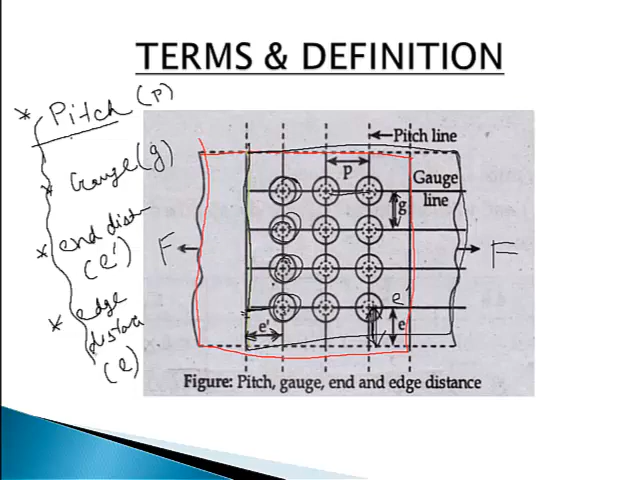 TERMS & DEFINITION
* Pitch (p)
* Gauge (g)
* end dist
(e')
* edge
distance
(e)
Pitch line
P
Gauge
line
g
F
F
e'
e'
e
Figure: Pitch, gauge, end and edge distance